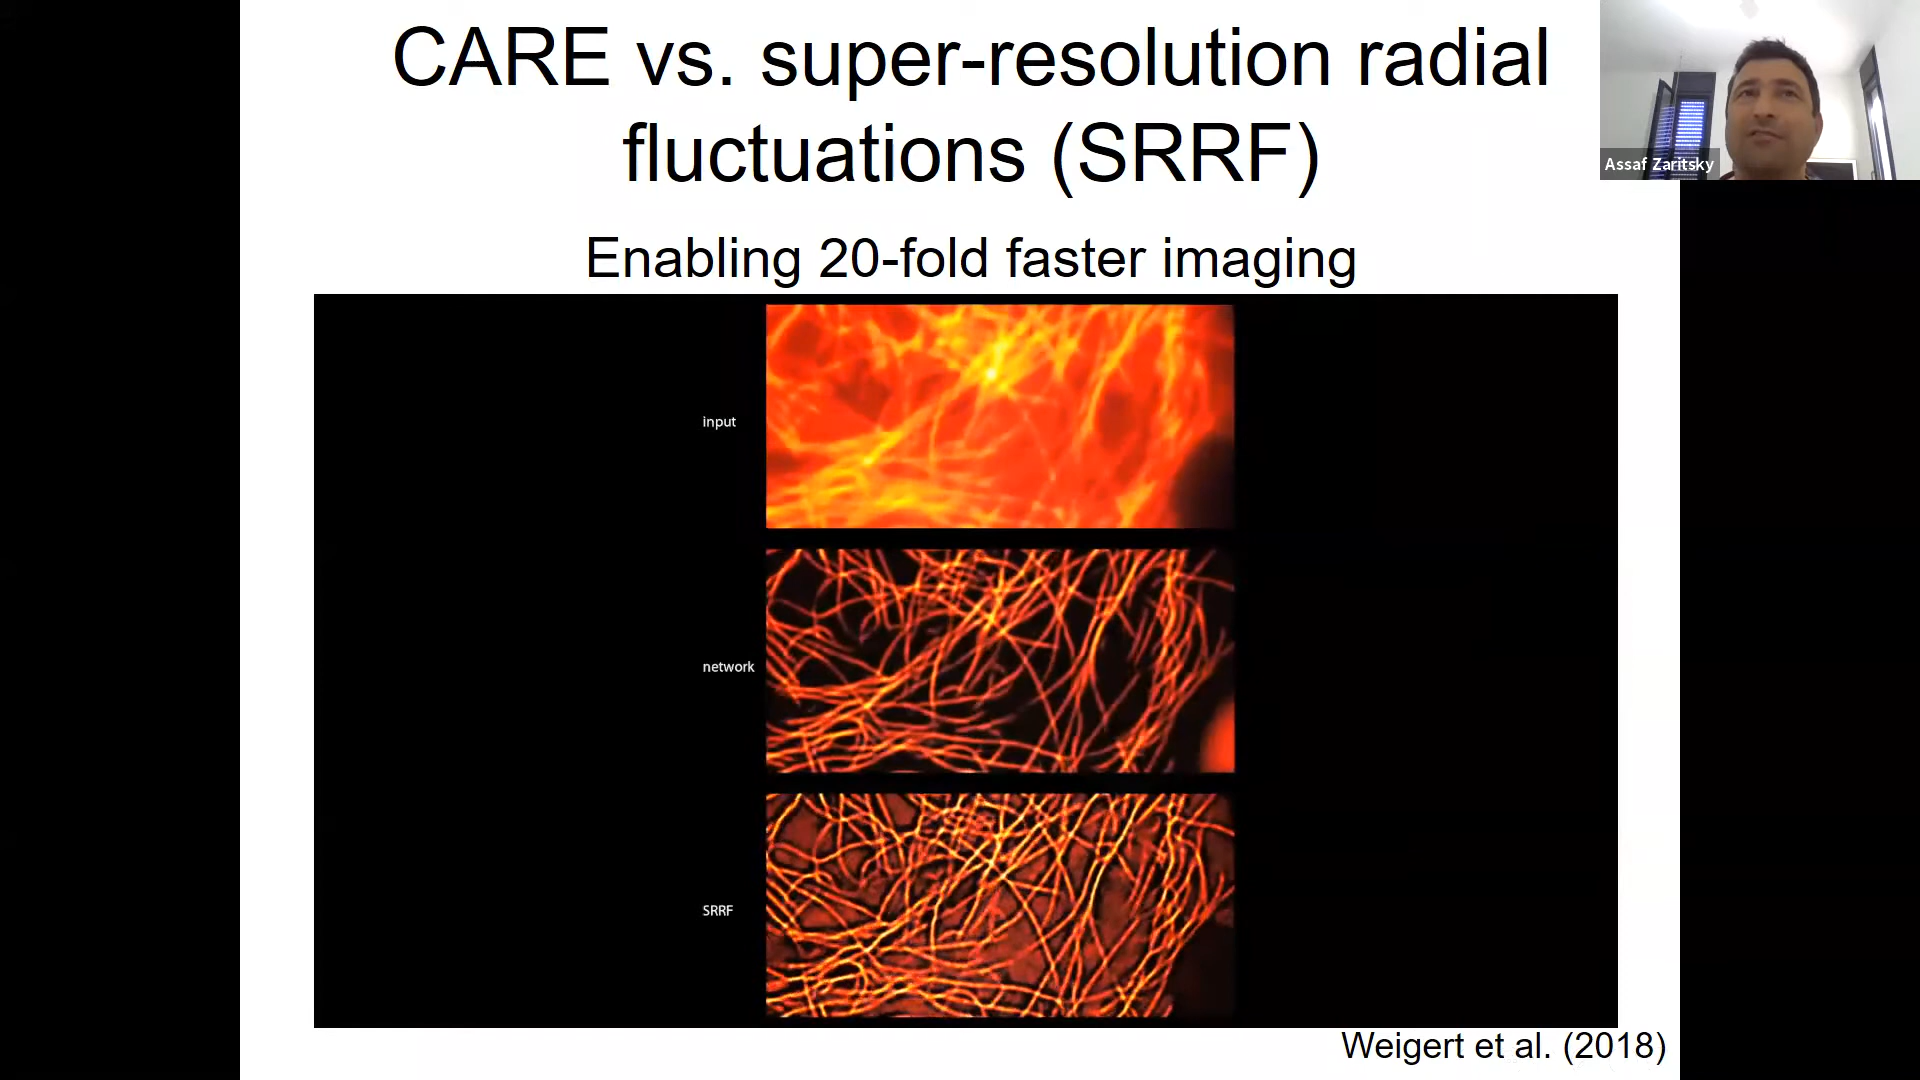 CARE vs. super-resolution radial
fluctuations (SRRF)
Assaf Zaritsky
Enabling 20-fold faster imaging
input
network
SRRF
Weigert et al. (2018)